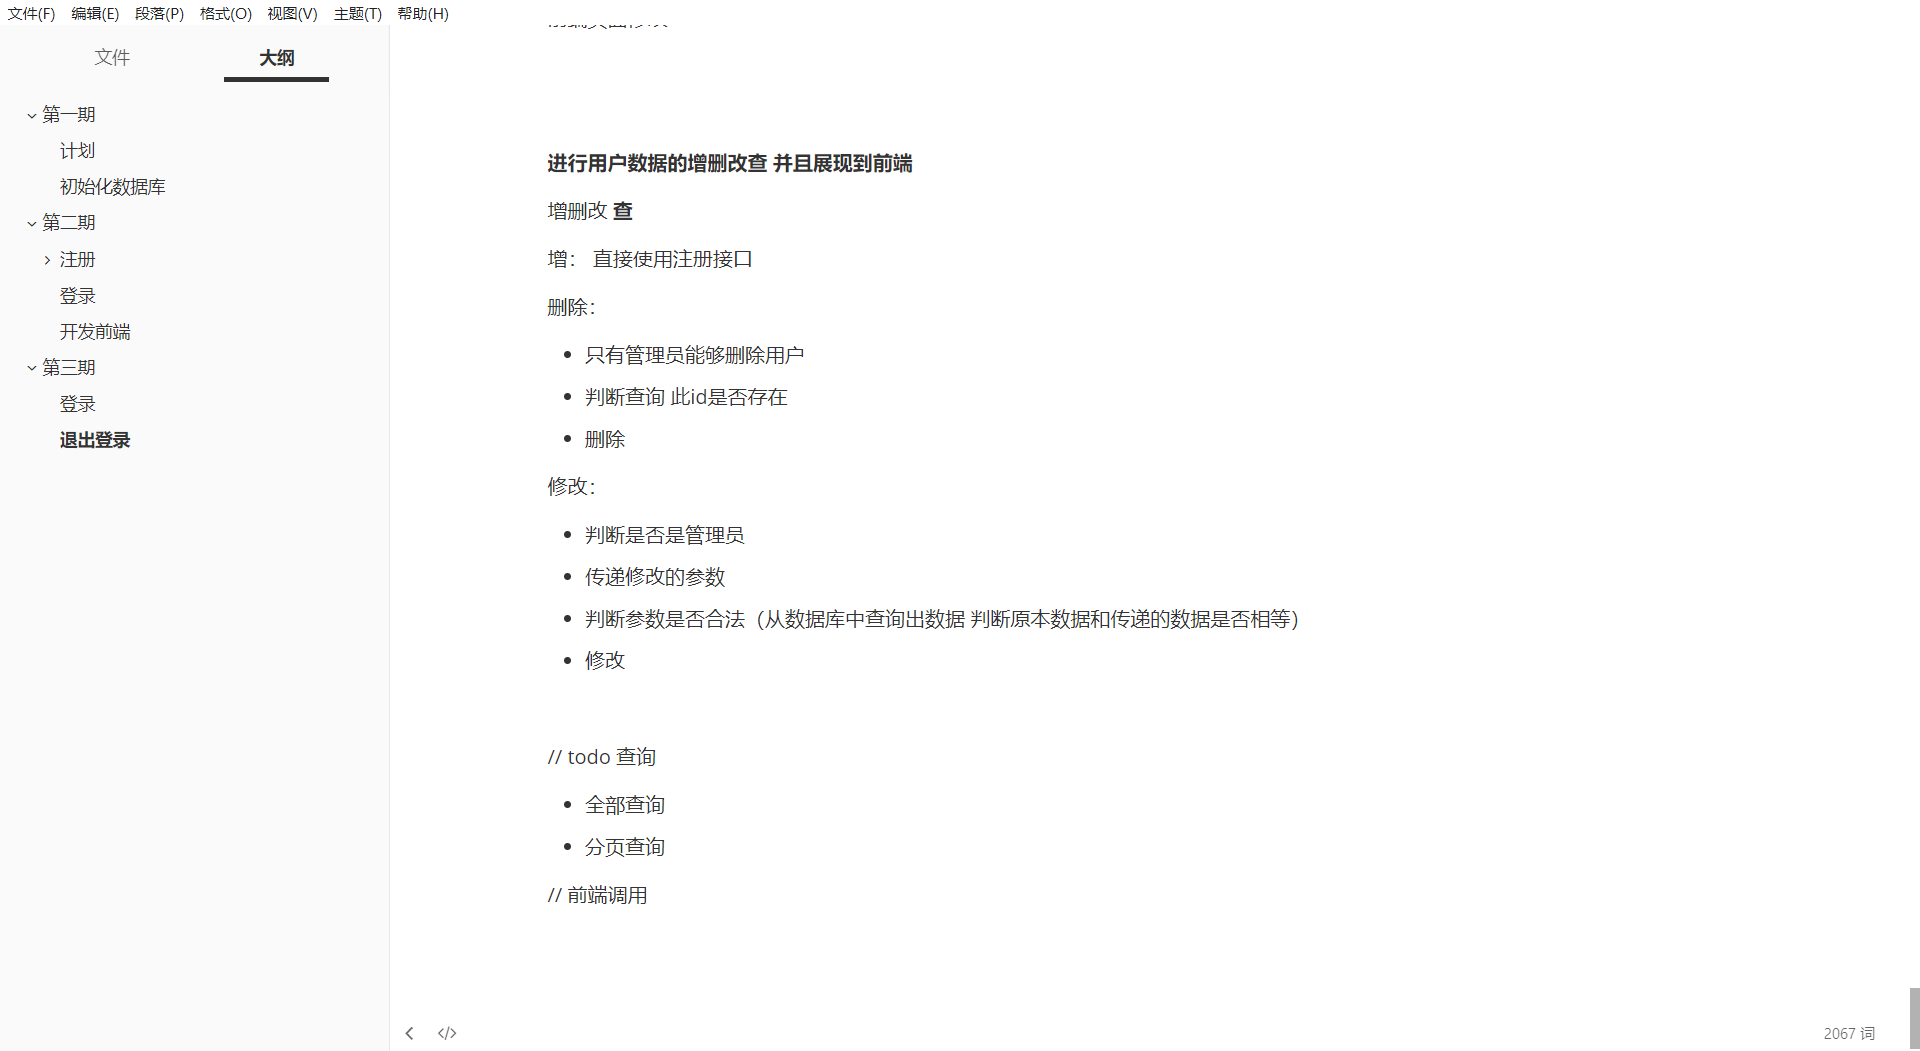 文件(F) 编辑(E) 段落(P) 格式(O) 视图(V) 主题(T) 帮助(H)
文件 大纲
第一期
计划
初始化数据库
第二期
注册
登录
开发前端
第三期
登录
退出登录
进行用户数据的增删改查 并且展现到前端
增删改 查
增： 直接使用注册接口
删除：
只有管理员能够删除用户
判断查询 此id是否存在
删除
修改：
判断是否是管理员
传递修改的参数
判断参数是否合法（从数据库中查询出数据 判断原本数据和传递的数据是否相等）
修改
// todo 查询
全部查询
分页查询
// 前端调用
2067 词